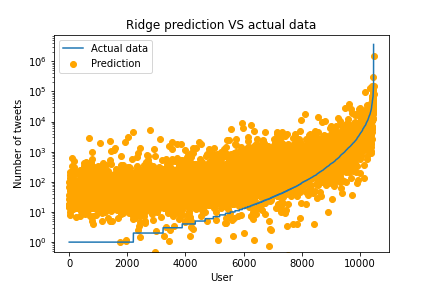 Ridge prediction VS actual data
Actual data
Prediction
Number of tweets
10⁶
10⁵
10⁴
10³
10²
10¹
10⁰
0 2000 4000 6000 8000 10000
User